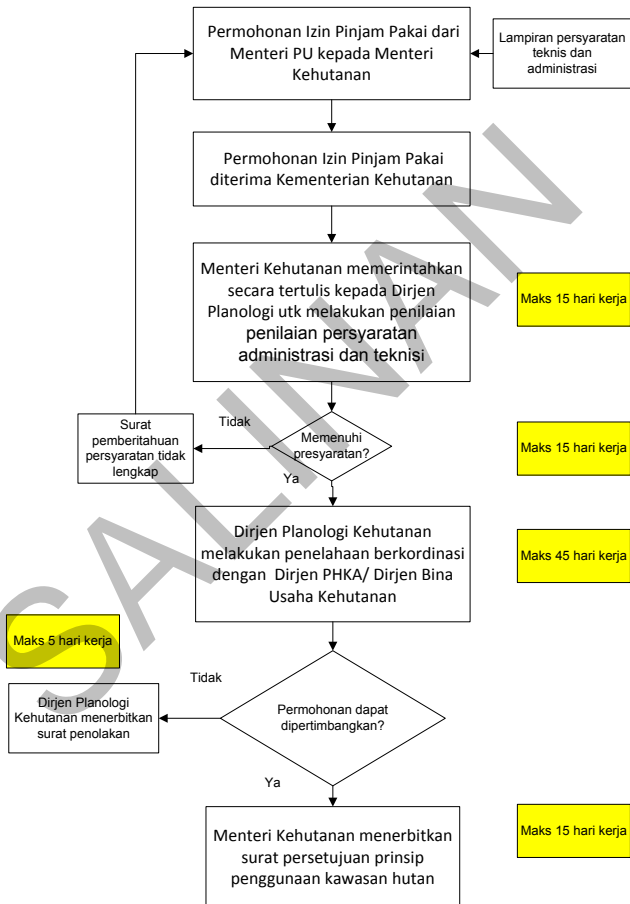 Permohonan Izin Pinjam Pakai dari
Menteri PU kepada Menteri
Kehutanan
Lampiran persyaratan
teknis dan
administrasi
Permohonan Izin Pinjam Pakai
diterima Kementerian Kehutanan
Menteri Kehutanan memerintahkan
secara tertulis kepada Dirjen
Planologi utk melakukan penilaian
penilaian persyaratan
administrasi dan teknisi
Maks 15 hari kerja
Surat
pemberitahuan
persyaratan tidak
lengkap
Tidak
Memenuhi
presyaratan?
Maks 15 hari kerja
Ya
Dirjen Planologi Kehutanan
melakukan penelahaan berkordinasi
dengan Dirjen PHKA/ Dirjen Bina
Usaha Kehutanan
Maks 45 hari kerja
Maks 5 hari kerja
Tidak
Dirjen Planologi
Kehutanan menerbitkan
surat penolakan
Permohonan dapat
dipertimbangkan?
Ya
Menteri Kehutanan menerbitkan
surat persetujuan prinsip
penggunaan kawasan hutan
Maks 15 hari kerja
SALINAN